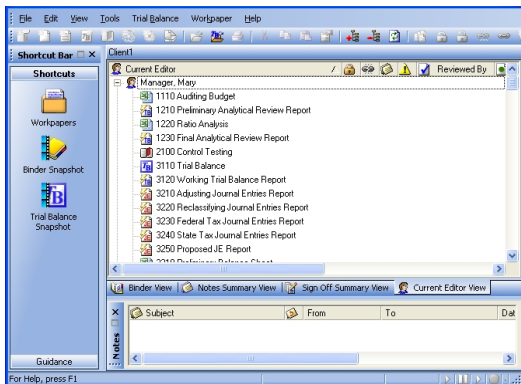 File Edit View Tools Trial Balance Workpaper Help
Shortcut Bar
Shortcuts
Workpapers
Binder Snapshot
Trial Balance
Snapshot
Guidance
Client1
Current Editor / Reviewed By
Manager, Mary
1110 Auditing Budget
1210 Preliminary Analytical Review Report
1220 Ratio Analysis
1230 Final Analytical Review Report
2100 Control Testing
3110 Trial Balance
3120 Working Trial Balance Report
3210 Adjusting Journal Entries Report
3220 Reclassifying Journal Entries Report
3230 Federal Tax Journal Entries Report
3240 State Tax Journal Entries Report
3250 Proposed JE Report
Binder View Notes Summary View Sign Off Summary View Current Editor View
Notes
Subject From To Dat
For Help, press F1